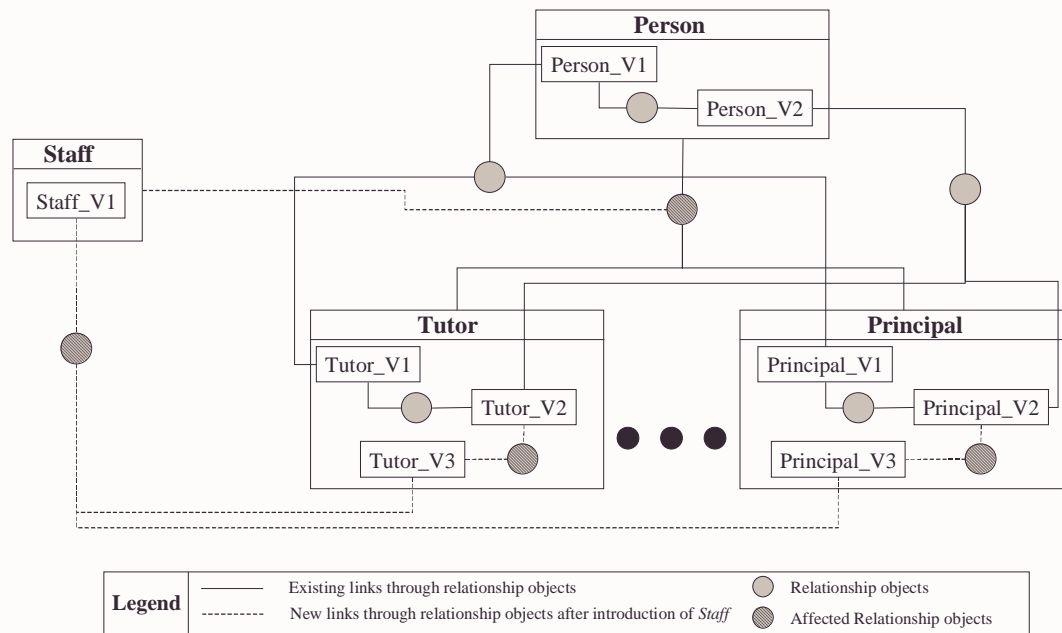 Person
Person_V1
Person_V2
Staff
Staff_V1
Tutor
Tutor_V1
Tutor_V2
Tutor_V3
Principal
Principal_V1
Principal_V2
Principal_V3
Legend
Existing links through relationship objects
New links through relationship objects after introduction of Staff
Relationship objects
Affected Relationship objects